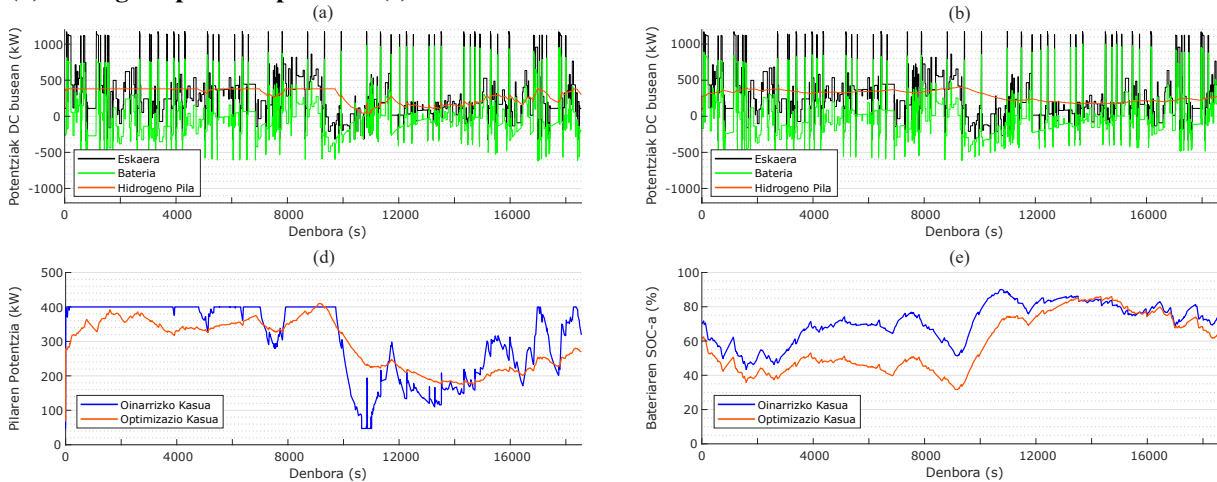 (a)
Potentziak DC busean (kW)
1000
500
0
-500
-1000
Eskaera
Bateria
Hidrogeno Pila
0 4000 8000 12000 16000
Denbora (s)
(b)
Potentziak DC busean (kW)
1000
500
0
-500
-1000
Eskaera
Bateria
Hidrogeno Pila
0 4000 8000 12000 16000
Denbora (s)
(d)
Pilaren Potentzia (kW)
500
400
300
200
100
0
Oinarrizko Kasua
Optimizazio Kasua
0 4000 8000 12000 16000
Denbora (s)
(e)
Bateriaren SOC-a (%)
100
80
60
40
20
0
Oinarrizko Kasua
Optimizazio Kasua
0 4000 8000 12000 16000
Denbora (s)